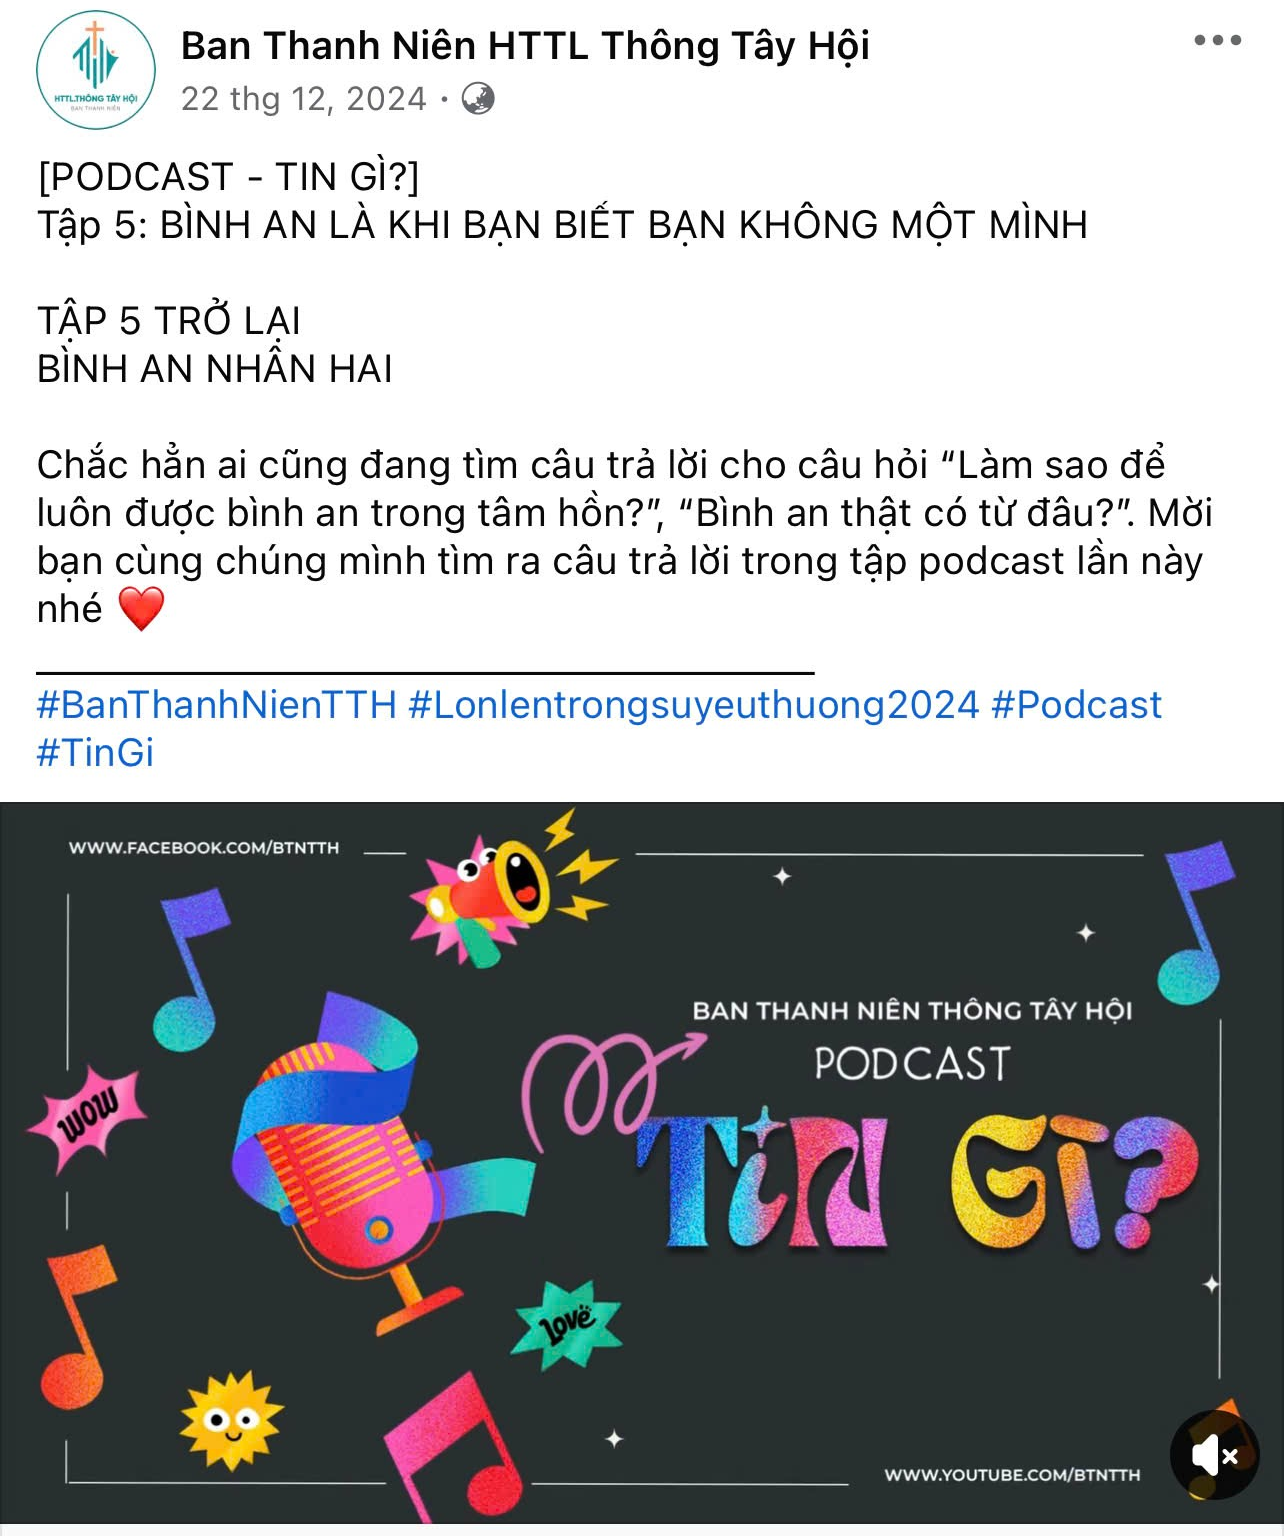 Ban Thanh Niên HTTL Thông Tây Hội
22 thg 12, 2024 ·
HTTL.THÔNG TÂY HỘI
BAN THANH NIÊN
[PODCAST - TIN GÌ?]
Tập 5: BÌNH AN LÀ KHI BẠN BIẾT BẠN KHÔNG MỘT MÌNH
TẬP 5 TRỞ LẠI
BÌNH AN NHÂN HAI
Chắc hẳn ai cũng đang tìm câu trả lời cho câu hỏi “Làm sao để
luôn được bình an trong tâm hồn?”, “Bình an thật có từ đâu?”. Mời
bạn cùng chúng mình tìm ra câu trả lời trong tập podcast lần này
nhé ❤️
#BanThanhNienTTH #Lonlentrongsuyeuthuong2024 #Podcast
#TinGi
WWW.FACEBOOK.COM/BTNTTH
BAN THANH NIÊN THÔNG TÂY HỘI
PODCAST
TIN GÌ?
WOW
Love
WWW.YOUTUBE.COM/BTNTTH